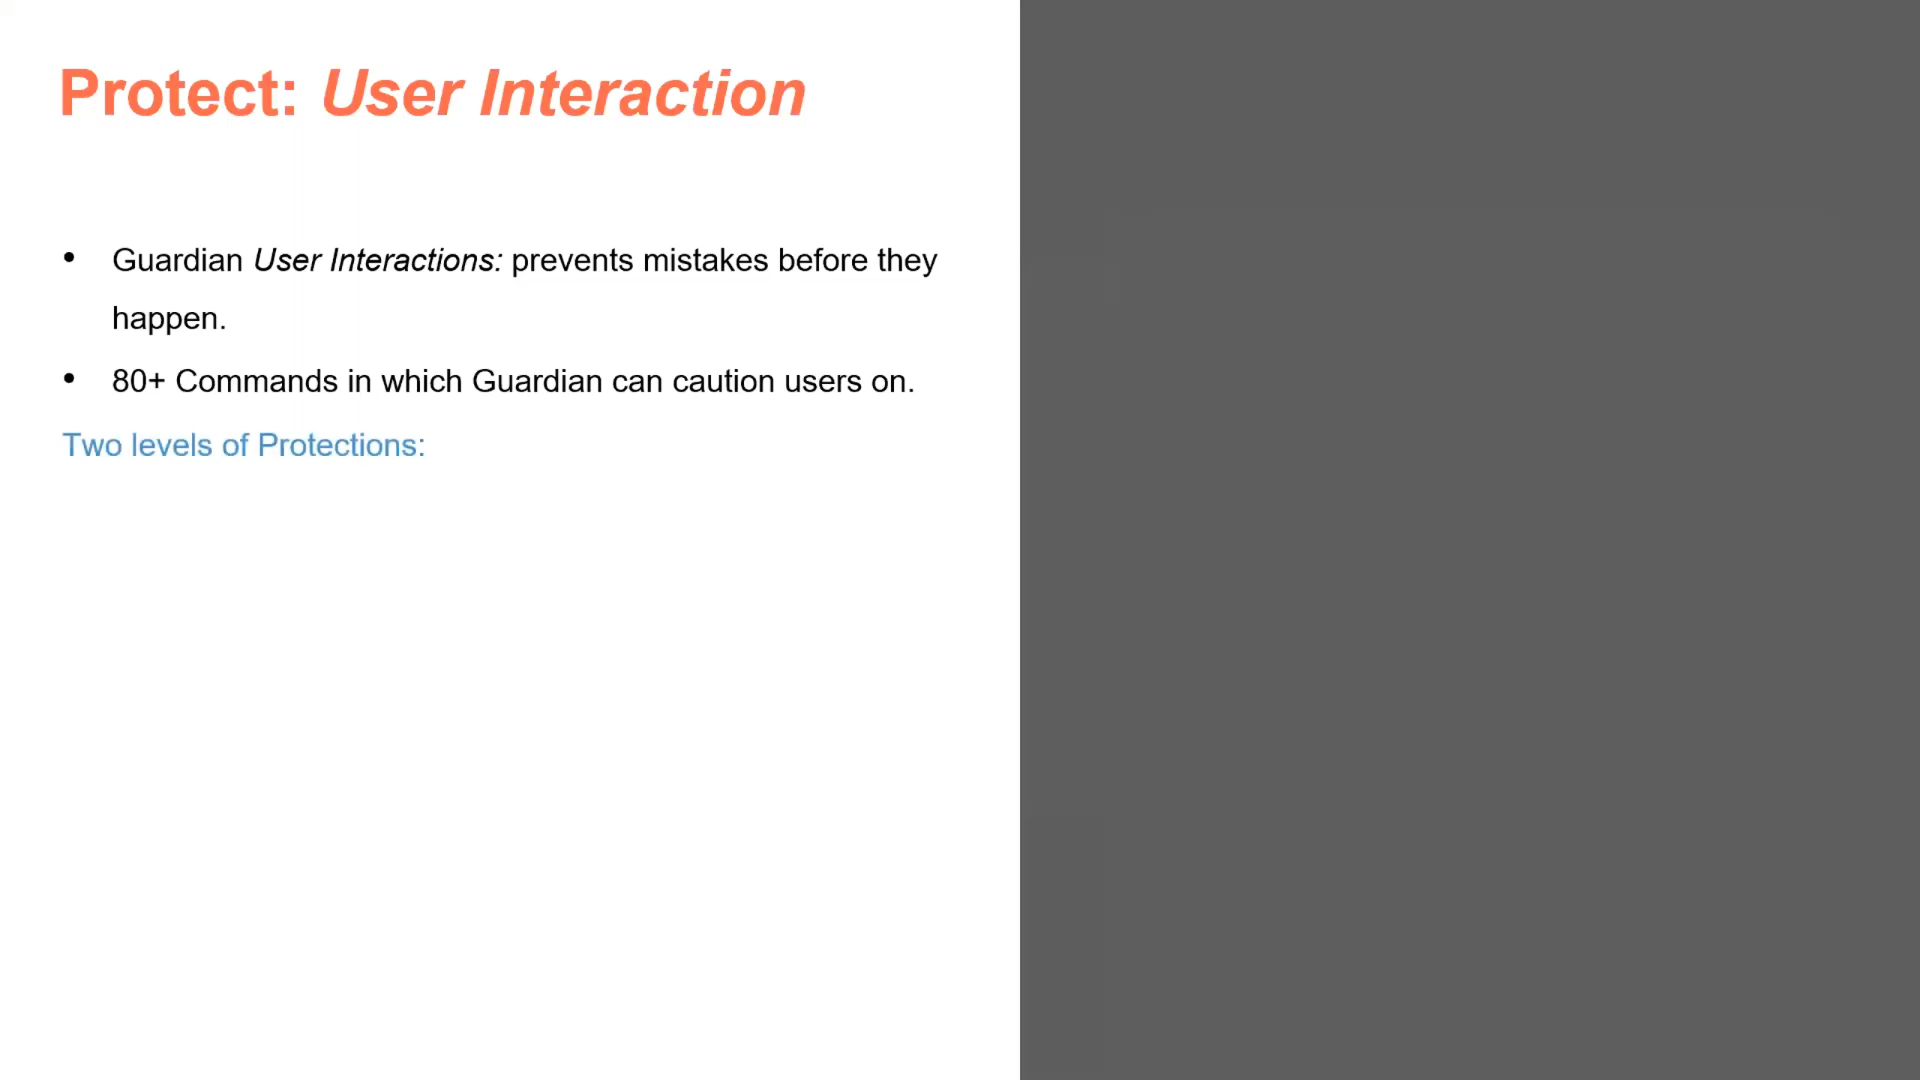 Protect: User Interaction
• Guardian User Interactions: prevents mistakes before they
happen.
• 80+ Commands in which Guardian can caution users on.
Two levels of Protections: